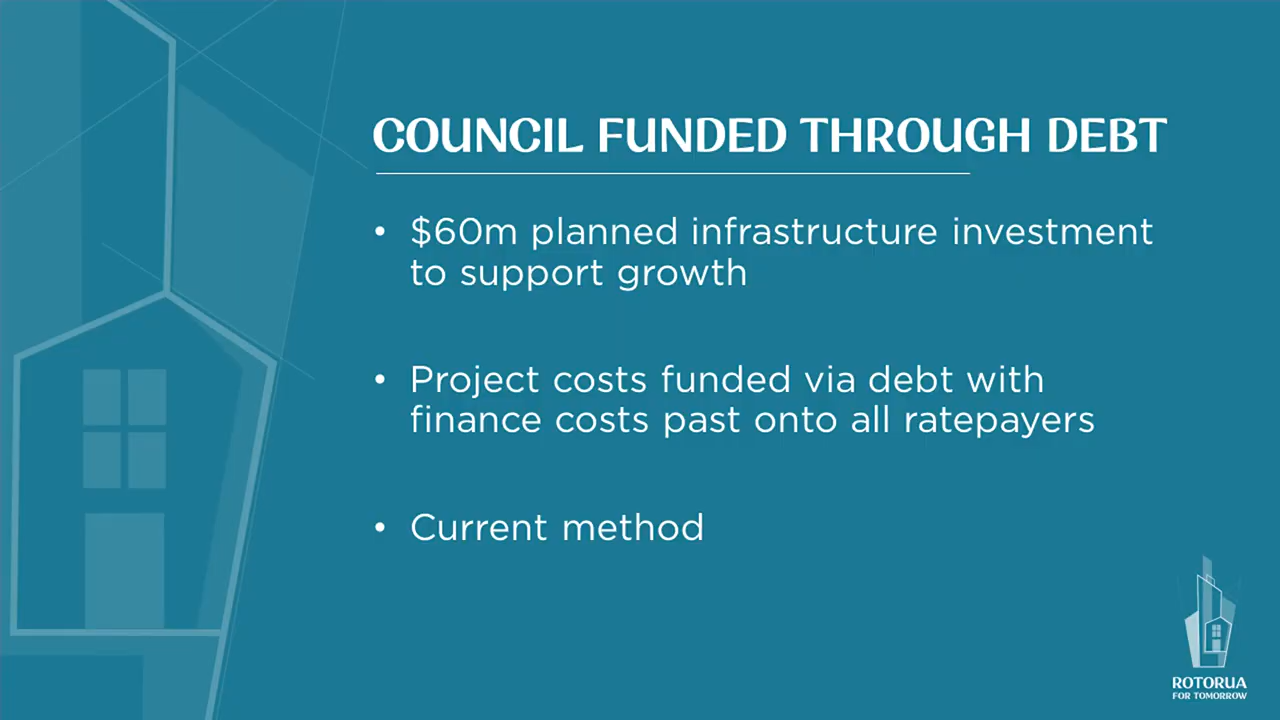 COUNCIL FUNDED THROUGH DEBT
• $60m planned infrastructure investment
to support growth
• Project costs funded via debt with
finance costs past onto all ratepayers
• Current method
ROTORUA
FOR TOMORROW